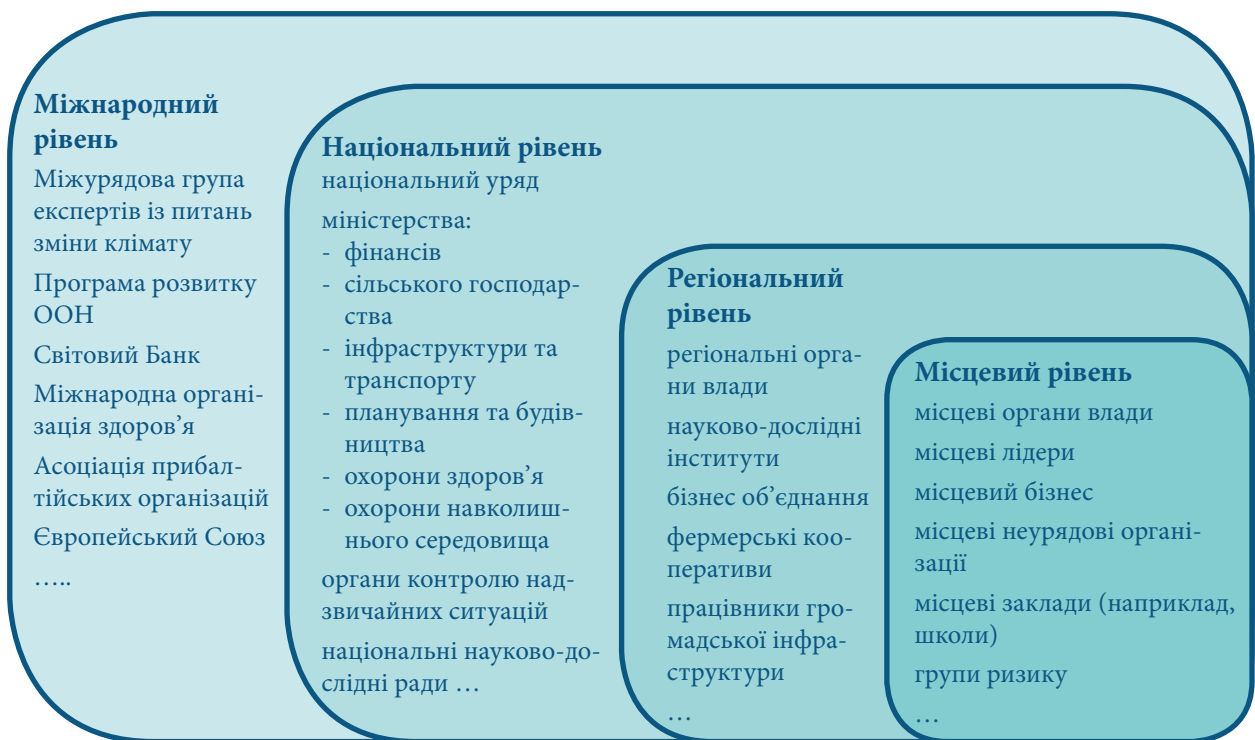 Міжнародний
рівень
Міжурядова група
експертів із питань
зміни клімату
Програма розвитку
ООН
Світовий Банк
Міжнародна органі-
зація здоров’я
Асоціація прибал-
тійських організацій
Європейський Союз
…..
Національний рівень
національний уряд
міністерства:
- фінансів
- сільського господар-
ства
- інфраструктури та
транспорту
- планування та будів-
ництва
- охорони здоров’я
- охорони навколиш-
нього середовища
органи контролю над-
звичайних ситуацій
національні науково-до-
слідні ради …
Регіональний
рівень
регіональні орга-
ни влади
науково-дослідні
інститути
бізнес об’єднання
фермерські коо-
перативи
працівники гро-
мадської інфра-
структури
…
Місцевий рівень
місцеві органи влади
місцеві лідери
місцевий бізнес
місцеві неурядові органі-
зації
місцеві заклади (наприклад,
школи)
групи ризику
…